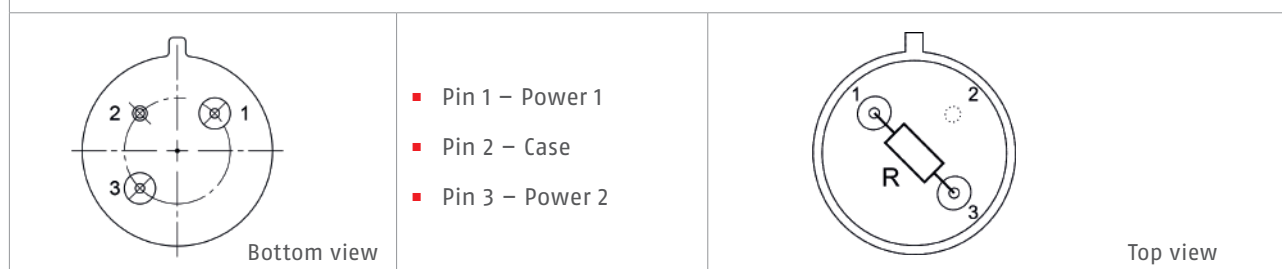 2 1
3
Bottom view
Pin 1 – Power 1
Pin 2 – Case
Pin 3 – Power 2
1 2
R
3
Top view